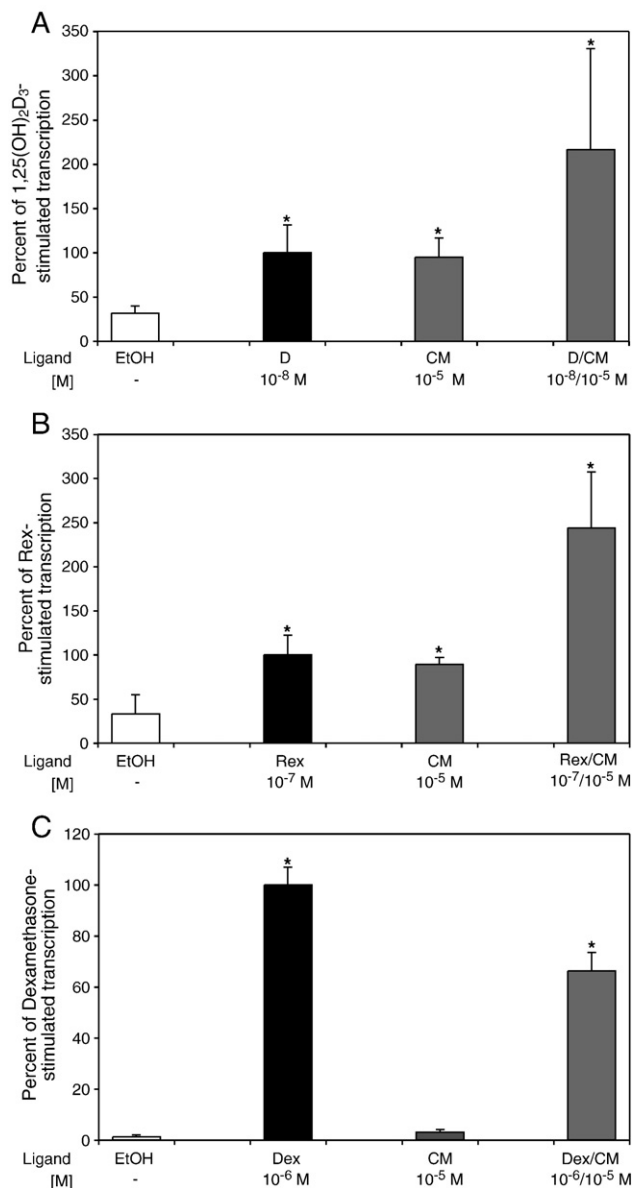 A
Percent of 1,25(OH)₂D₃-
stimulated transcription
350
300
250
200
150
100
50
0
*
*
*
Ligand EtOH D CM D/CM
[M] - 10⁻⁸ M 10⁻⁵ M 10⁻⁸/10⁻⁵ M
B
Percent of Rex-
stimulated transcription
350
300
250
200
150
100
50
0
*
*
*
Ligand EtOH Rex CM Rex/CM
[M] - 10⁻⁷ M 10⁻⁵ M 10⁻⁷/10⁻⁵ M
C
Percent of Dexamethasone-
stimulated transcription
120
100
80
60
40
20
0
*
*
Ligand EtOH Dex CM Dex/CM
[M] - 10⁻⁶ M 10⁻⁵ M 10⁻⁶/10⁻⁵ M